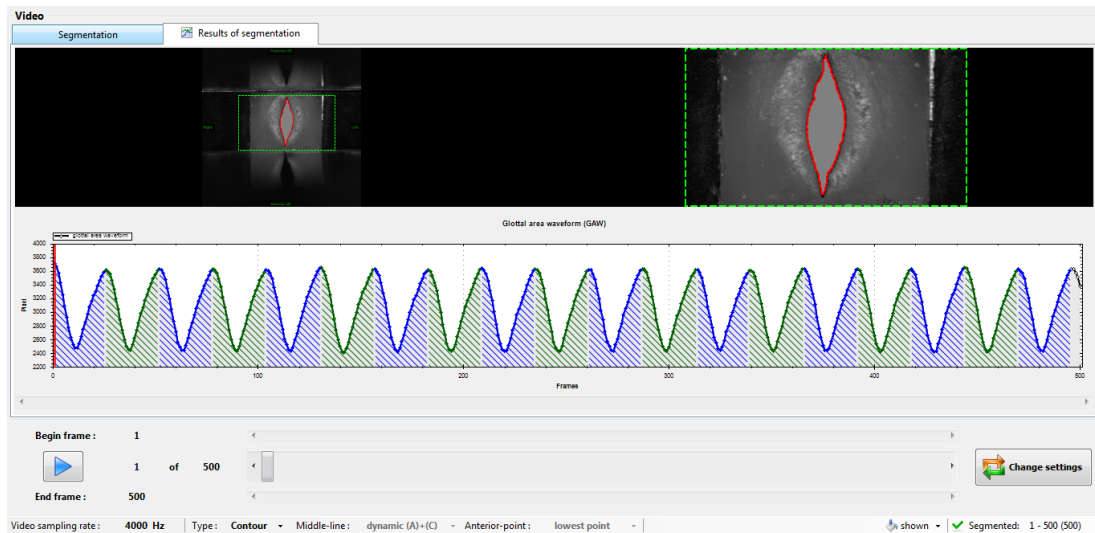 Video
Segmentation
Results of segmentation
Right
Left
Glottal area waveform (GAW)
glottal area waveform
4000
3800
3600
3400
3200
3000
2800
2600
2400
2200
Pixel
0 100 200 300 400 500
Frames
Begin frame : 1
1 of 500
Change settings
End frame : 500
Video sampling rate : 4000 Hz Type : Contour Middle-line : dynamic (A)+(C) Anterior-point : lowest point shown Segmented: 1 - 500 (500)